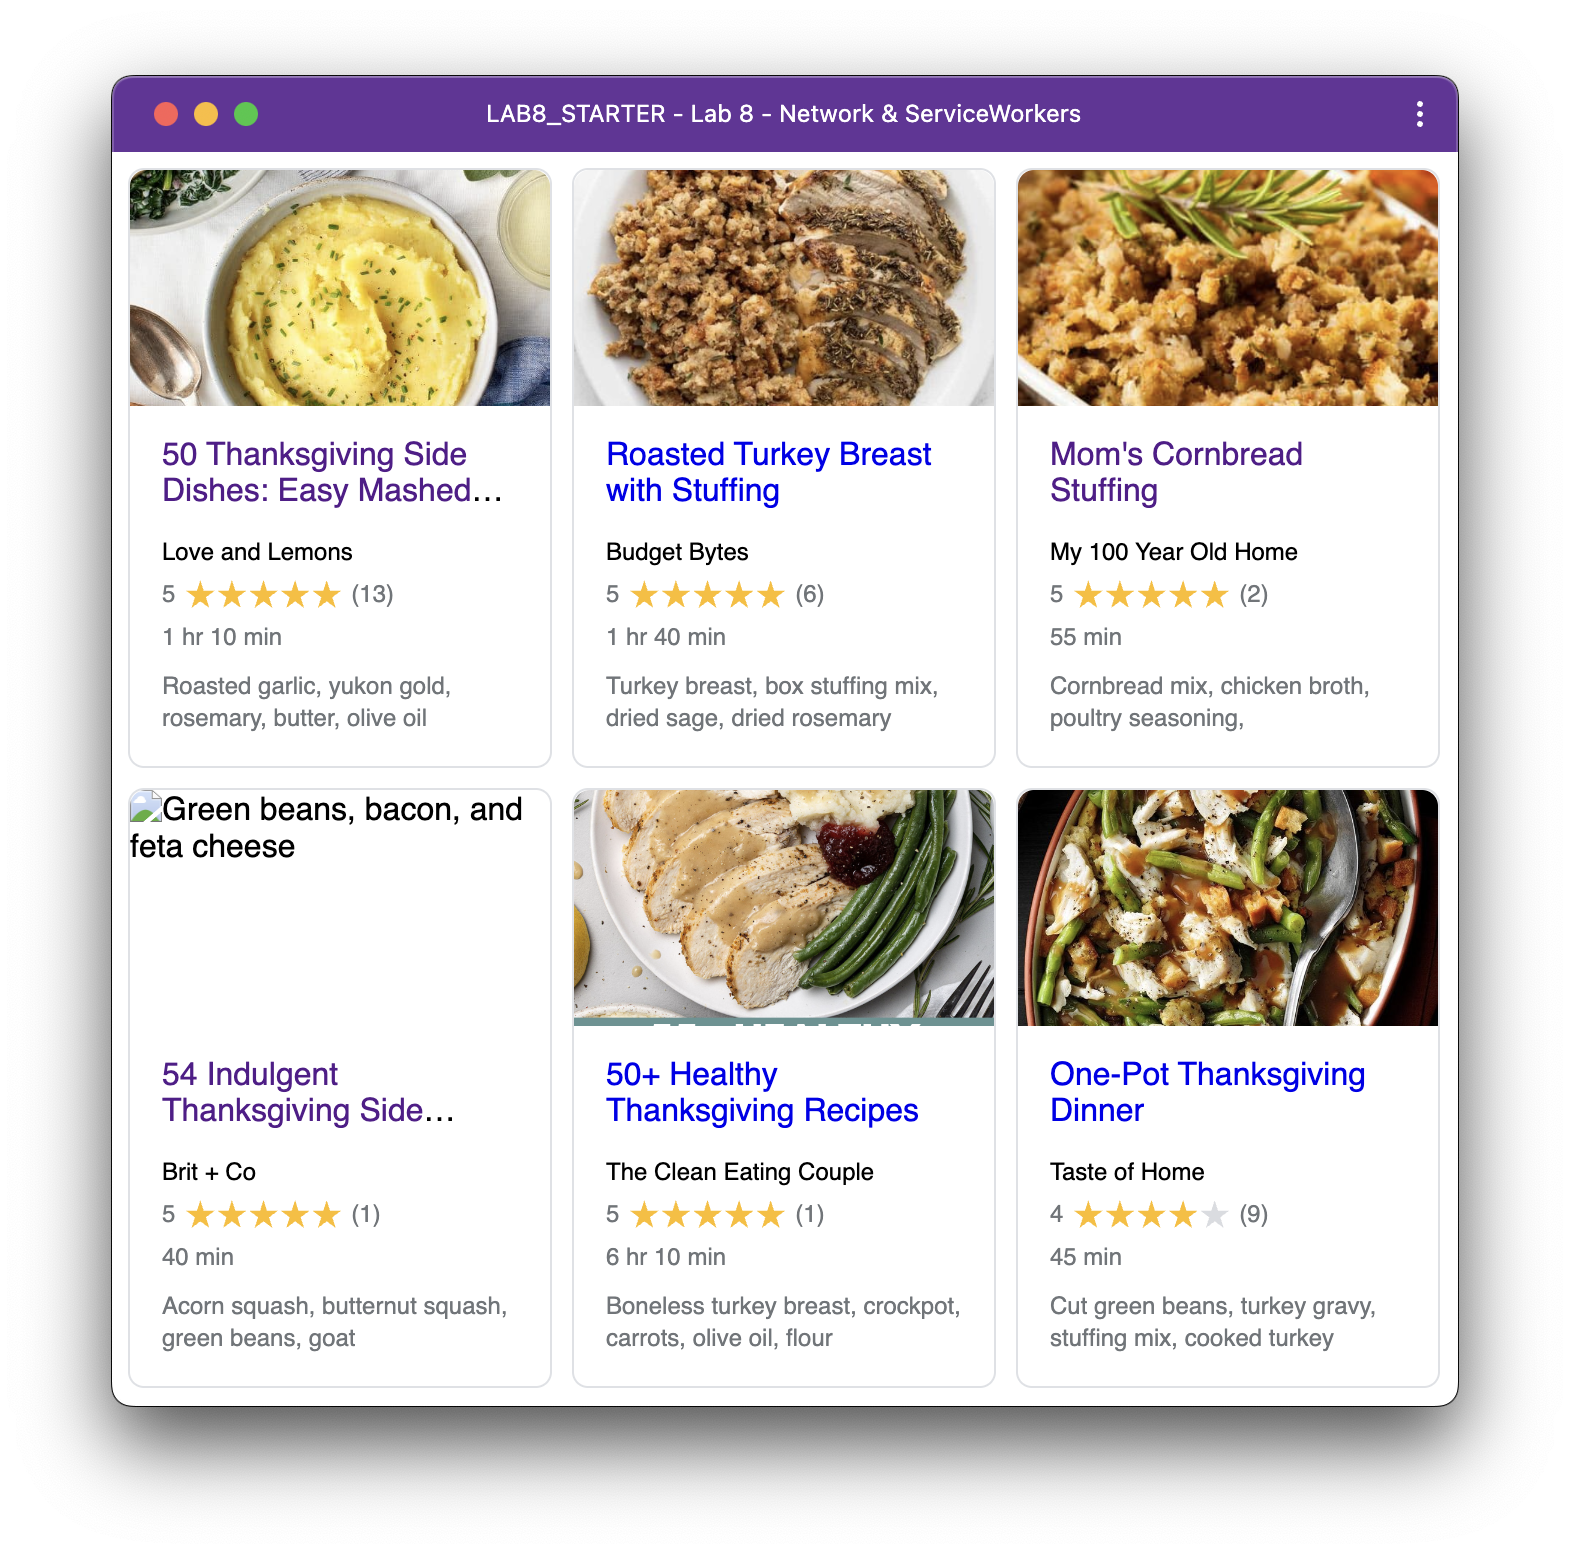 LAB8_STARTER - Lab 8 - Network & ServiceWorkers
50 Thanksgiving Side
Dishes: Easy Mashed...
Love and Lemons
5 ★★★★★ (13)
1 hr 10 min
Roasted garlic, yukon gold,
rosemary, butter, olive oil
Roasted Turkey Breast
with Stuffing
Budget Bytes
5 ★★★★★ (6)
1 hr 40 min
Turkey breast, box stuffing mix,
dried sage, dried rosemary
Mom's Cornbread
Stuffing
My 100 Year Old Home
5 ★★★★★ (2)
55 min
Cornbread mix, chicken broth,
poultry seasoning,
Green beans, bacon, and
feta cheese
54 Indulgent
Thanksgiving Side...
Brit + Co
5 ★★★★★ (1)
40 min
Acorn squash, butternut squash,
green beans, goat
50+ Healthy
Thanksgiving Recipes
The Clean Eating Couple
5 ★★★★★ (1)
6 hr 10 min
Boneless turkey breast, crockpot,
carrots, olive oil, flour
One-Pot Thanksgiving
Dinner
Taste of Home
4 ★★★★★ (9)
45 min
Cut green beans, turkey gravy,
stuffing mix, cooked turkey